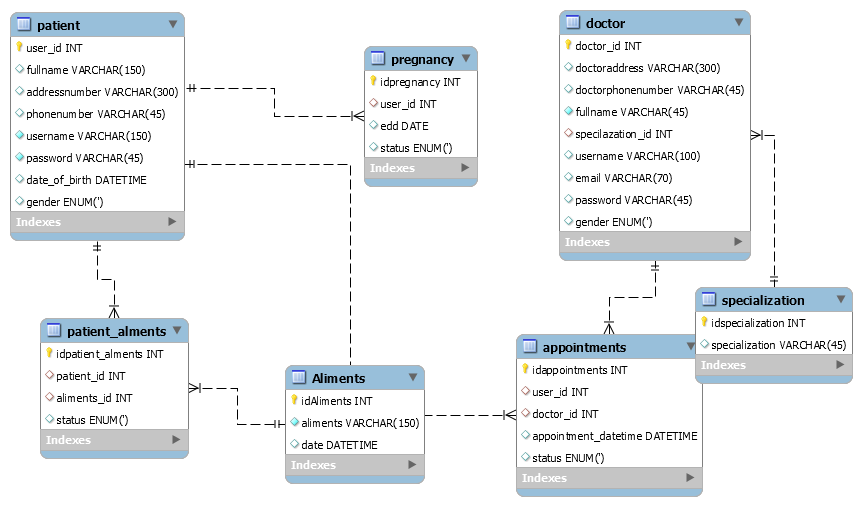 patient
user_id INT
fullname VARCHAR(150)
addressnumber VARCHAR(300)
phonenumber VARCHAR(45)
username VARCHAR(150)
password VARCHAR(45)
date_of_birth DATETIME
gender ENUM(')
Indexes
pregnancy
idpregnancy INT
user_id INT
edd DATE
status ENUM(')
Indexes
doctor
doctor_id INT
doctoraddress VARCHAR(300)
doctorphonenumber VARCHAR(45)
fullname VARCHAR(45)
specilazation_id INT
username VARCHAR(100)
email VARCHAR(70)
password VARCHAR(45)
gender ENUM(')
Indexes
specialization
idspecialization INT
specialization VARCHAR(45)
Indexes
patient_alments
idpatient_alments INT
patient_id INT
aliments_id INT
status ENUM(')
Indexes
Aliments
idAliments INT
aliments VARCHAR(150)
date DATETIME
Indexes
appointments
idappointments INT
user_id INT
doctor_id INT
appointment_datetime DATETIME
status ENUM(')
Indexes